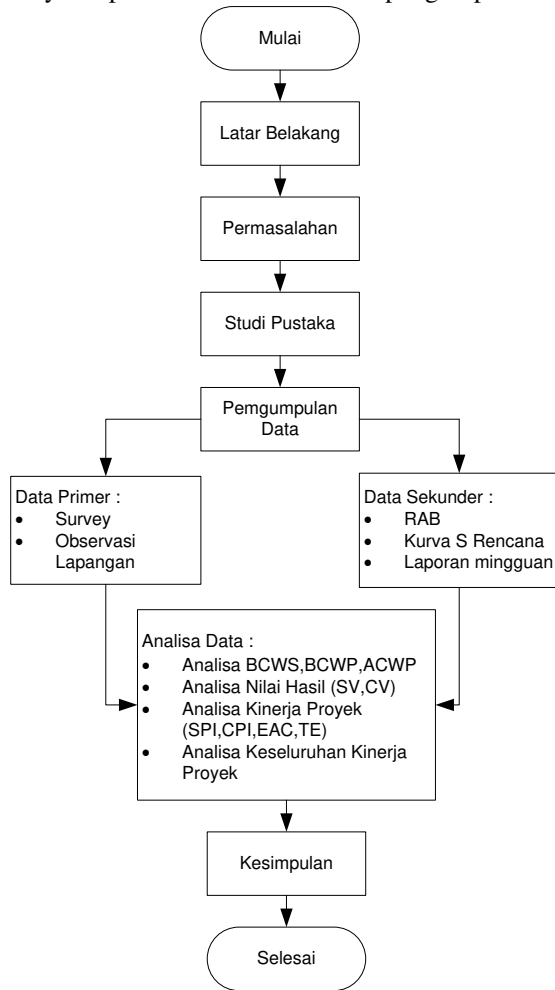 Mulai
Latar Belakang
Permasalahan
Studi Pustaka
Pemgumpulan
Data
Data Primer :
• Survey
• Observasi
Lapangan
Data Sekunder :
• RAB
• Kurva S Rencana
• Laporan mingguan
Analisa Data :
• Analisa BCWS,BCWP,ACWP
• Analisa Nilai Hasil (SV,CV)
• Analisa Kinerja Proyek
(SPI,CPI,EAC,TE)
• Analisa Keseluruhan Kinerja
Proyek
Kesimpulan
Selesai